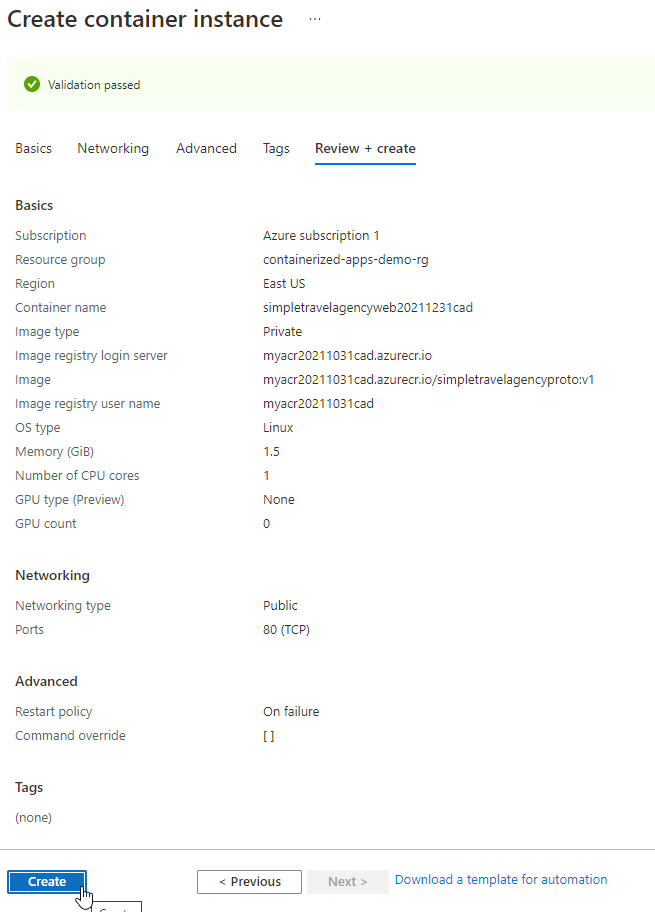 Create container instance ...
Validation passed
Basics Networking Advanced Tags Review + create
Basics
Subscription Azure subscription 1
Resource group containerized-apps-demo-rg
Region East US
Container name simpletravelagencyweb20211231cad
Image type Private
Image registry login server myacr20211031cad.azurecr.io
Image myacr20211031cad.azurecr.io/simpletravelagencyproto:v1
Image registry user name myacr20211031cad
OS type Linux
Memory (GiB) 1.5
Number of CPU cores 1
GPU type (Preview) None
GPU count 0
Networking
Networking type Public
Ports 80 (TCP)
Advanced
Restart policy On failure
Command override [ ]
Tags
(none)
Create < Previous Next > Download a template for automation